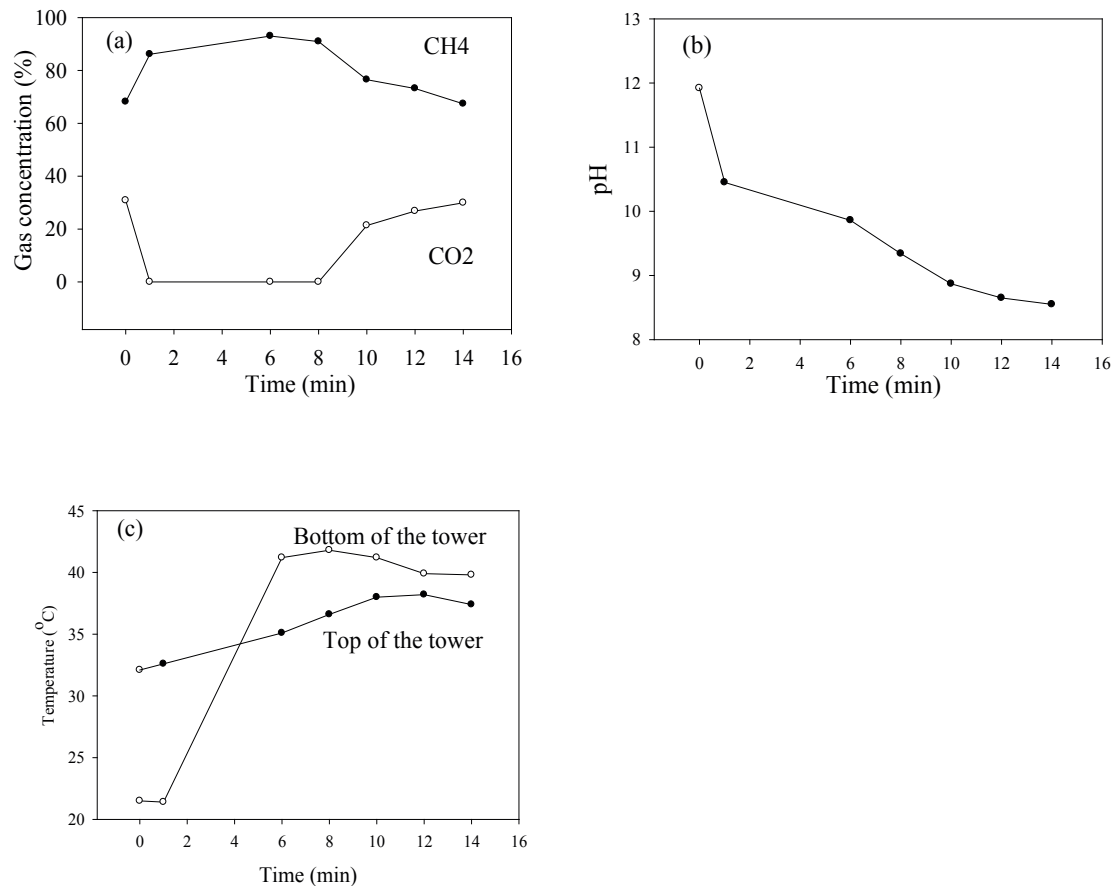 (a)
CH4
CO2
Gas concentration (%)
100
80
60
40
20
0
0 2 4 6 8 10 12 14 16
Time (min)
(b)
pH
13
12
11
10
9
8
0 2 4 6 8 10 12 14 16
Time (min)
(c)
Bottom of the tower
Top of the tower
Temperature (°C)
45
40
35
30
25
20
0 2 4 6 8 10 12 14 16
Time (min)